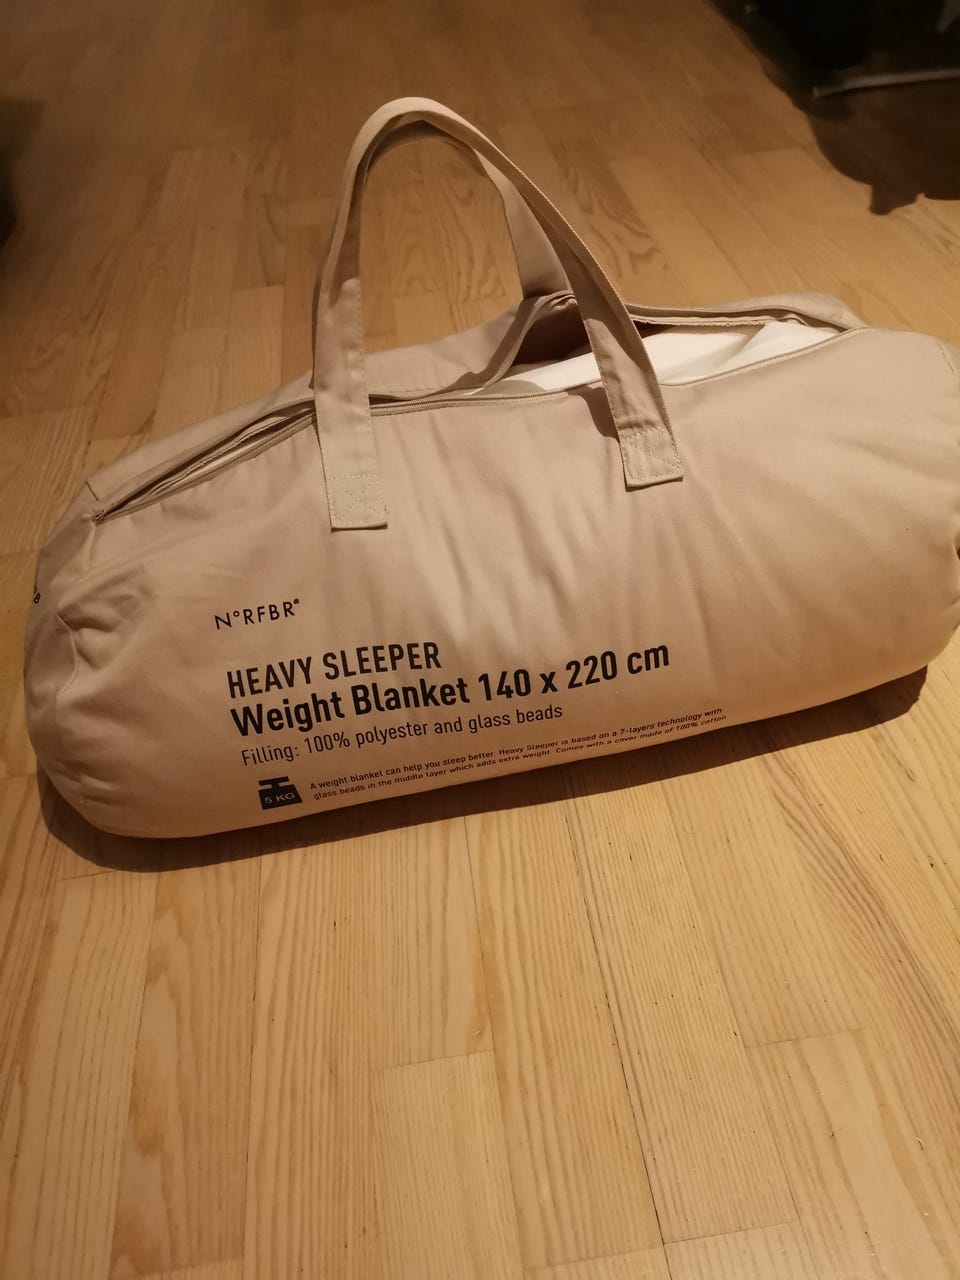 N°RFBR®
HEAVY SLEEPER
Weight Blanket 140 x 220 cm
Filling: 100% polyester and glass beads
5 KG
A weight blanket can help you sleep better. Heavy Sleeper is based on a 7-layers technology with
glass beads in the middle layer which adds extra weight. Comes with a cover made of 100% cotton